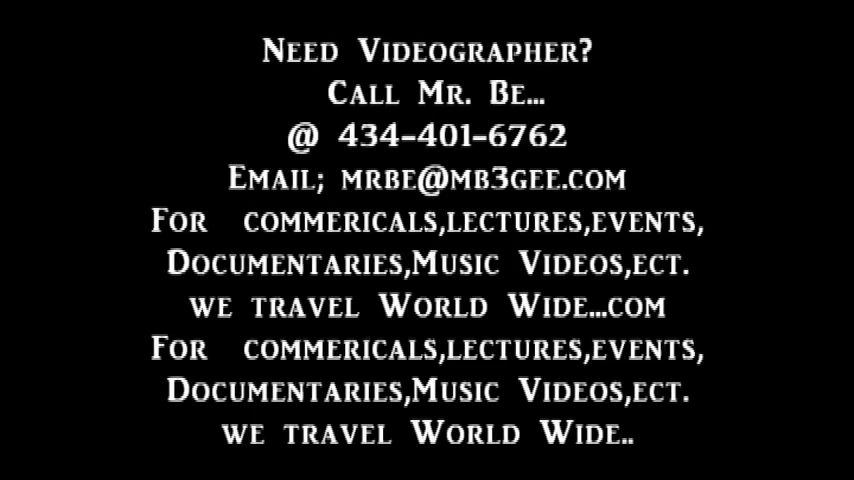 Need Videographer?
Call Mr. Be...
@ 434-401-6762
Email; mrbe@mb3gee.com
For commericals,lectures,events,
Documentaries,Music Videos,ect.
we travel World Wide...com
For commericals,lectures,events,
Documentaries,Music Videos,ect.
we travel World Wide..